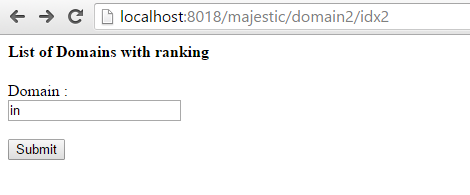 localhost:8018/majestic/domain2/idx2
List of Domains with ranking
Domain :
in
Submit